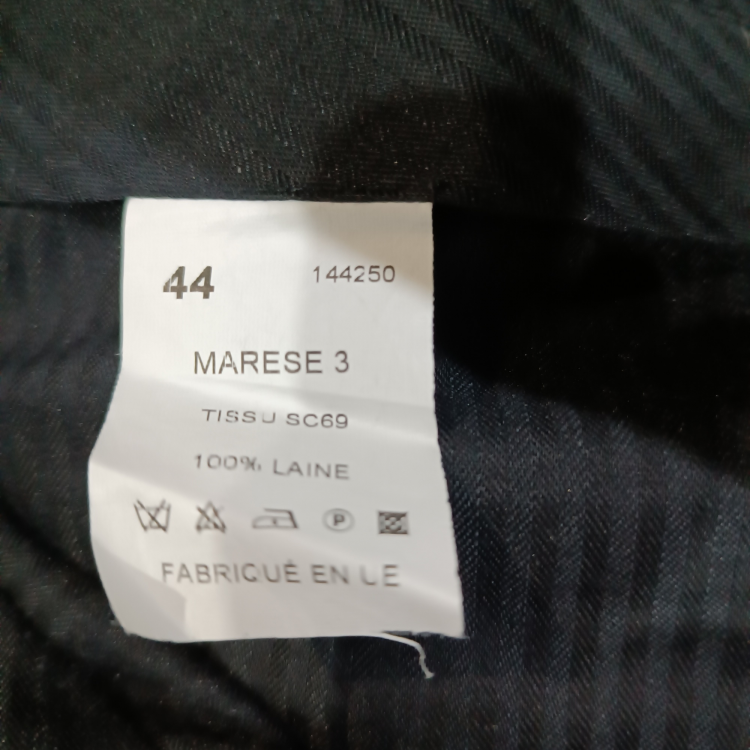 44 144250
MARESE 3
TISSU SC69
100% LAINE
P
FABRIQUÉ EN UE